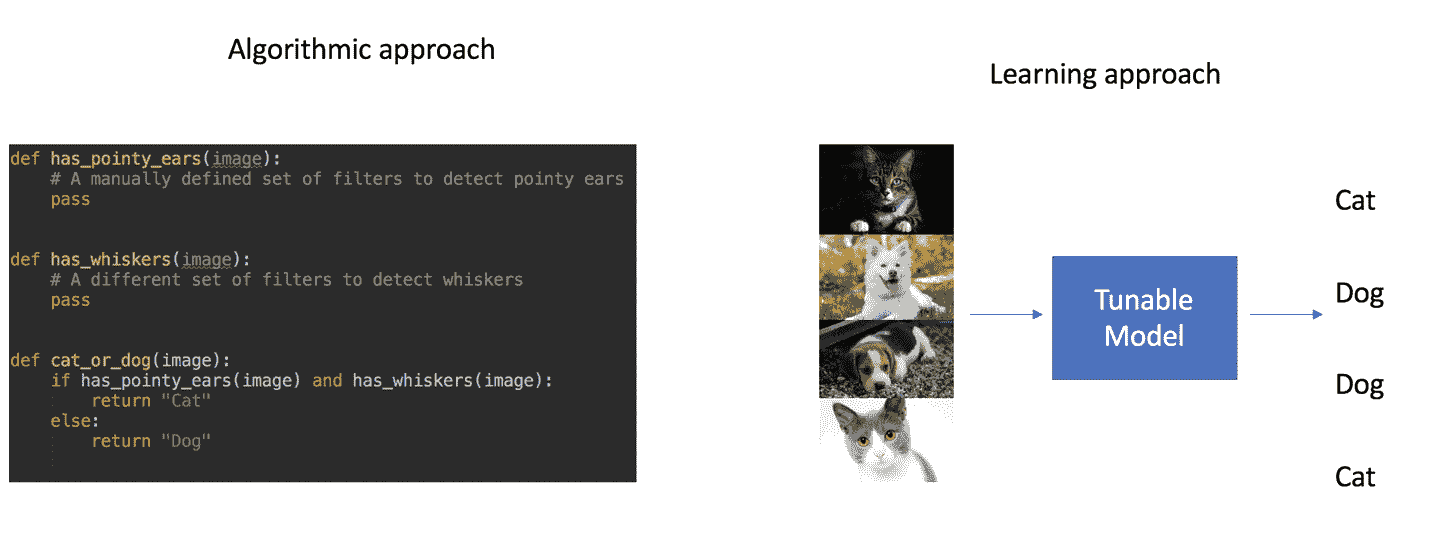 Algorithmic approach
def has_pointy_ears(image):
    # A manually defined set of filters to detect pointy ears
    pass
def has_whiskers(image):
    # A different set of filters to detect whiskers
    pass
def cat_or_dog(image):
    if has_pointy_ears(image) and has_whiskers(image):
        return "Cat"
    else:
        return "Dog"
Learning approach
Tunable
Model
Cat
Dog
Dog
Cat